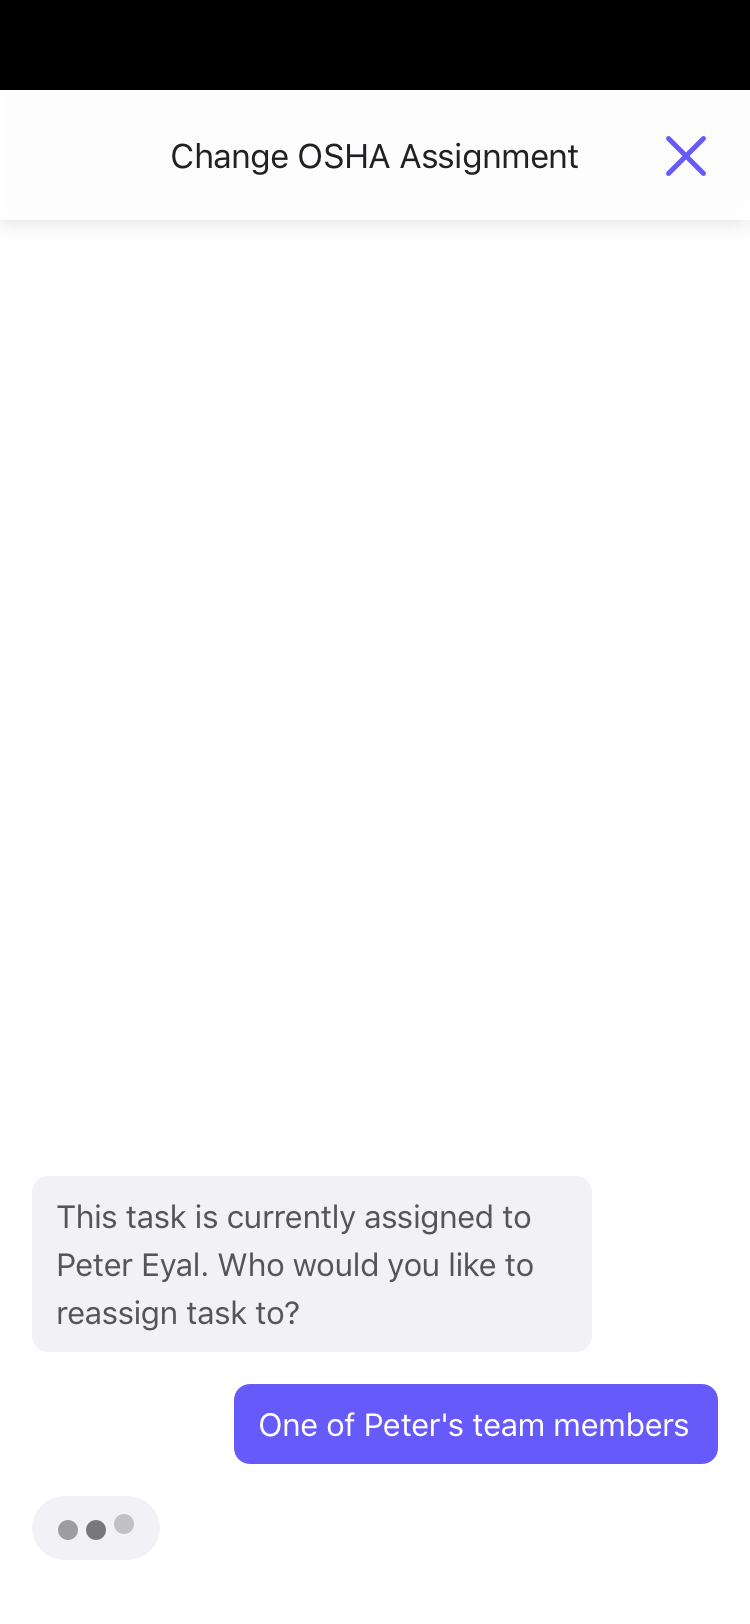 Change OSHA Assignment
This task is currently assigned to
Peter Eyal. Who would you like to
reassign task to?
One of Peter's team members